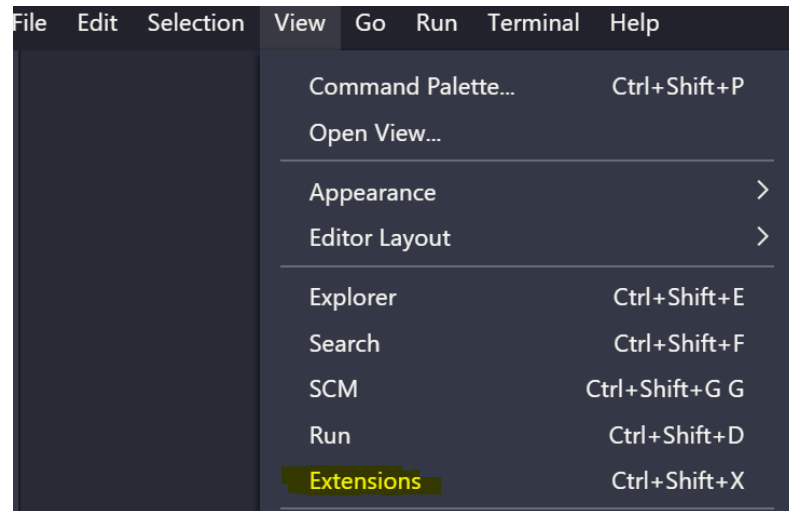 File Edit Selection View Go Run Terminal Help
Command Palette... Ctrl+Shift+P
Open View...
Appearance
Editor Layout
Explorer Ctrl+Shift+E
Search Ctrl+Shift+F
SCM Ctrl+Shift+G G
Run Ctrl+Shift+D
Extensions Ctrl+Shift+X